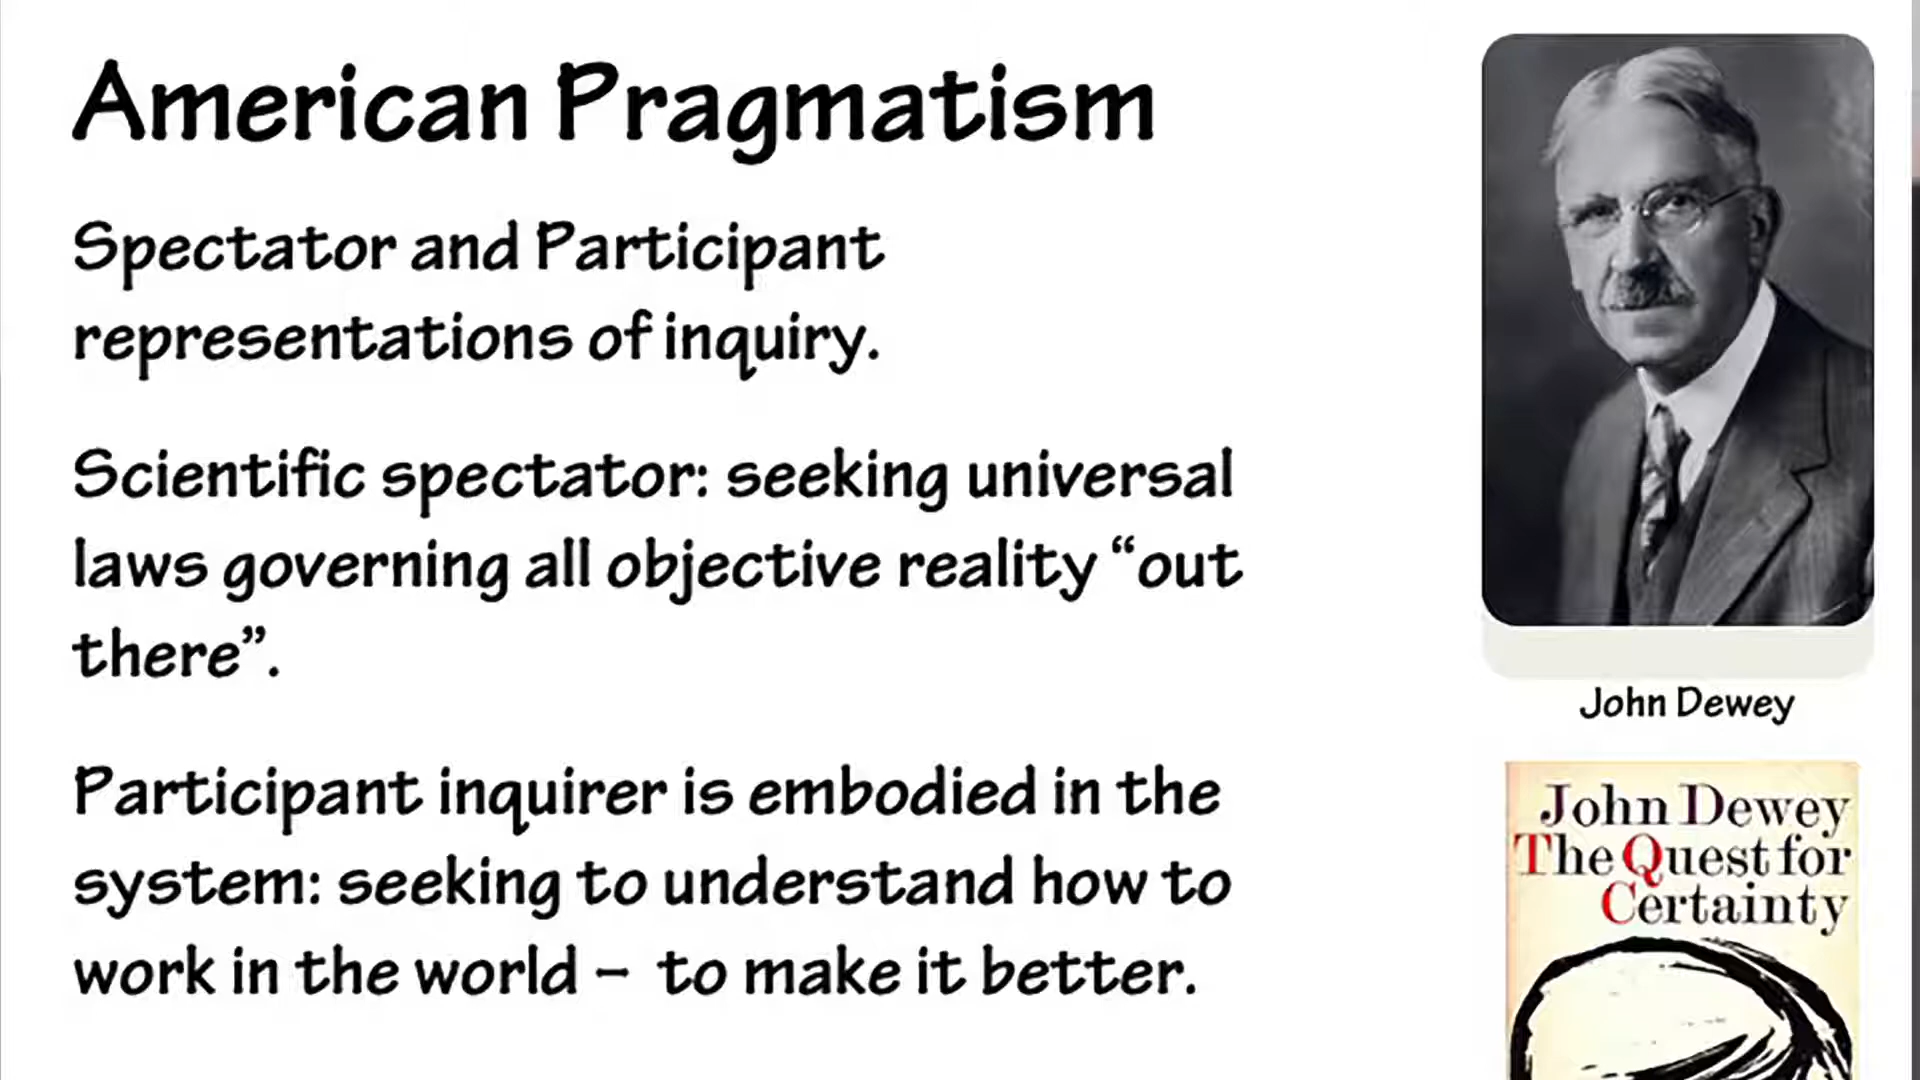 American Pragmatism
Spectator and Participant
representations of inquiry.
Scientific spectator: seeking universal
laws governing all objective reality “out
there”.
Participant inquirer is embodied in the
system: seeking to understand how to
work in the world – to make it better.
John Dewey
John Dewey
The Quest for
Certainty